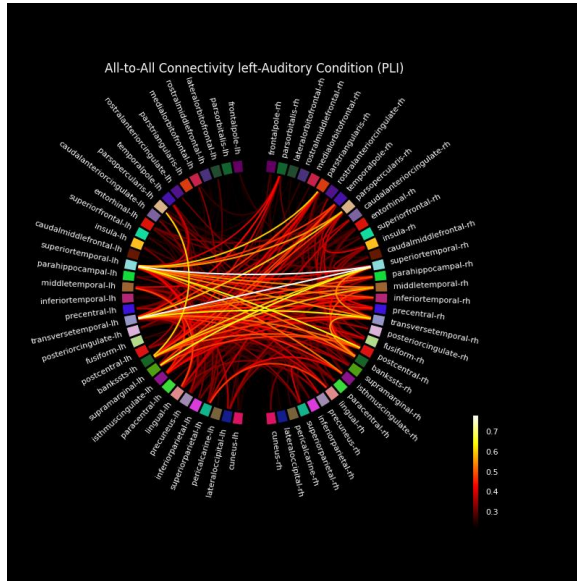 All-to-All Connectivity left-Auditory Condition (PLI)
frontalpole-lh
parsorbitalis-lh
lateralorbitofrontal-lh
rostralmiddlefrontal-lh
medialorbitofrontal-lh
parstriangularis-lh
rostralanteriorcingulate-lh
temporalpole-lh
parsopercularis-lh
caudalanteriorcingulate-lh
entorhinal-lh
superiorfrontal-lh
insula-lh
caudalmiddlefrontal-lh
superiortemporal-lh
parahippocampal-lh
middletemporal-lh
inferiortemporal-lh
precentral-lh
transversetemporal-lh
posteriorcingulate-lh
fusiform-lh
postcentral-lh
bankssts-lh
supramarginal-lh
isthmuscingulate-lh
paracentral-lh
lingual-lh
precuneus-lh
inferiorparietal-lh
superiorparietal-lh
pericalcarine-lh
lateraloccipital-lh
cuneus-lh
frontalpole-rh
parsorbitalis-rh
lateralorbitofrontal-rh
rostralmiddlefrontal-rh
medialorbitofrontal-rh
parstriangularis-rh
rostralanteriorcingulate-rh
temporalpole-rh
parsopercularis-rh
caudalanteriorcingulate-rh
entorhinal-rh
superiorfrontal-rh
insula-rh
caudalmiddlefrontal-rh
superiortemporal-rh
parahippocampal-rh
middletemporal-rh
inferiortemporal-rh
precentral-rh
transversetemporal-rh
posteriorcingulate-rh
fusiform-rh
postcentral-rh
bankssts-rh
supramarginal-rh
isthmuscingulate-rh
paracentral-rh
lingual-rh
precuneus-rh
inferiorparietal-rh
superiorparietal-rh
pericalcarine-rh
lateraloccipital-rh
cuneus-rh
0.7
0.6
0.5
0.4
0.3